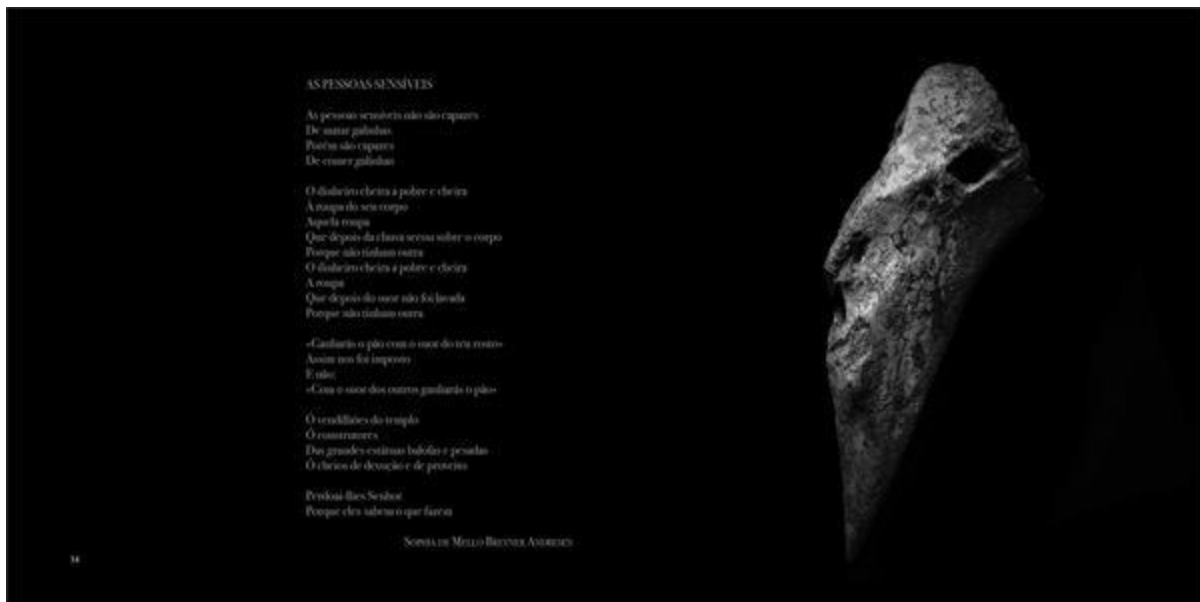 AS PESSOAS SENSÍVEIS
As pessoas sensíveis não são capazes
De matar galinhas
Porém são capazes
De comer galinhas
O dinheiro cheira a pobre e cheira
À roupa do seu corpo
Aquela roupa
Que depois da chuva secou sobre o corpo
Porque não tinham outra
O dinheiro cheira a pobre e cheira
A roupa
Que depois do suor não foi lavada
Porque não tinham outra
«Ganharás o pão com o suor do teu rosto»
Assim nos foi imposto
E não:
«Com o suor dos outros ganharás o pão»
Ó vendilhões do templo
Ó construtores
Das grandes estátuas balofas e pesadas
Ó cheios de devoção e de proveito
Perdoai-lhes Senhor
Porque eles sabem o que fazem
SOPHIA DE MELLO BREYNER ANDRESEN